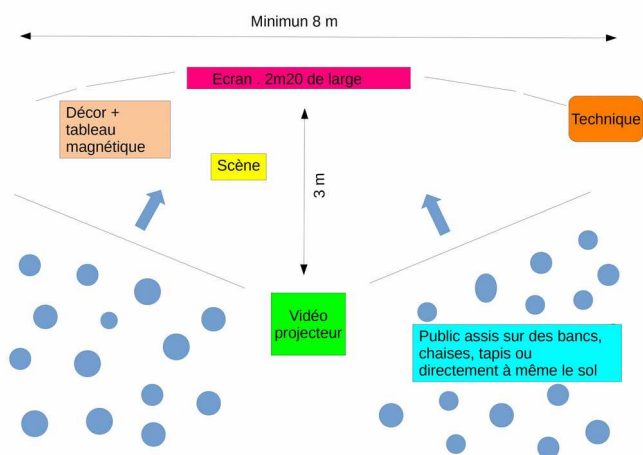 Minimun 8 m
Ecran . 2m20 de large
Décor +
tableau
magnétique
Technique
Scène
3 m
Vidéo
projecteur
Public assis sur des bancs,
chaises, tapis ou
directement à même le sol